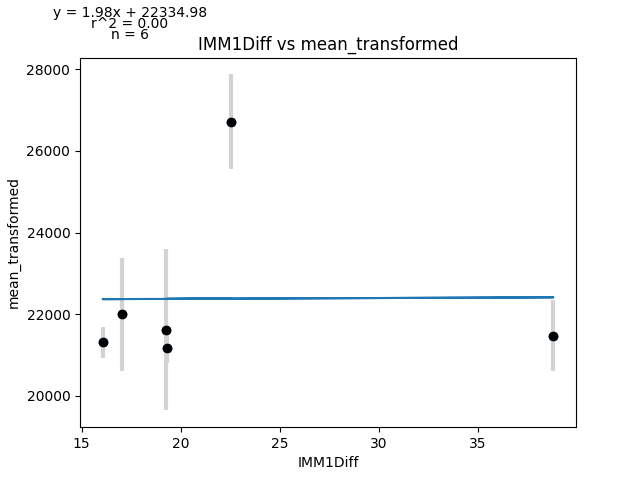 y = 1.98x + 22334.98
r^2 = 0.00
n = 6
IMM1Diff vs mean_transformed
28000
26000
24000
22000
20000
mean_transformed
15
20
25
30
35
IMM1Diff